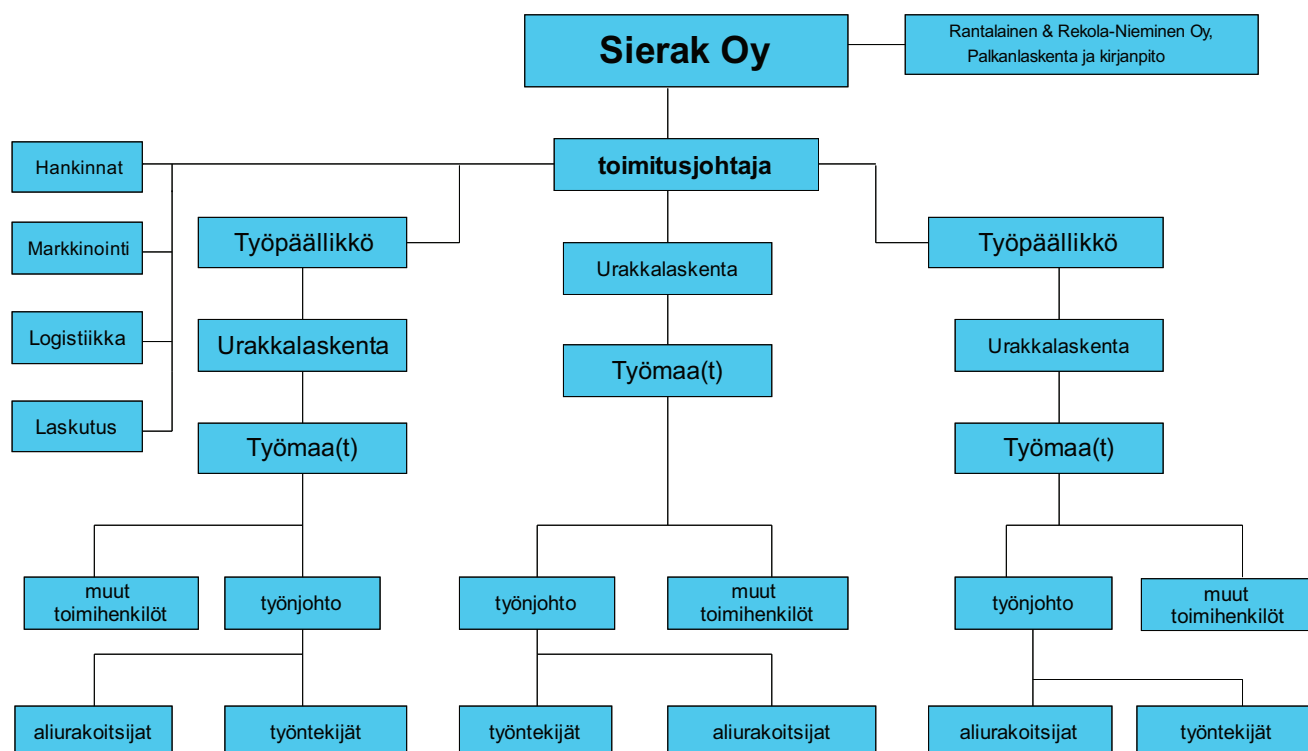 Sierak Oy
Rantalainen & Rekola-Nieminen Oy,
Palkanlaskenta ja kirjanpito
toimitusjohtaja
Hankinnat
Markkinointi
Logistiikka
Laskutus
Työpäällikkö
Urakkalaskenta
Työmaa(t)
muut
toimihenkilöt
työnjohto
aliurakoitsijat
työntekijät
Urakkalaskenta
Työmaa(t)
työnjohto
muut
toimihenkilöt
työntekijät
aliurakoitsijat
Työpäällikkö
Urakkalaskenta
Työmaa(t)
työnjohto
muut
toimihenkilöt
aliurakoitsijat
työntekijät